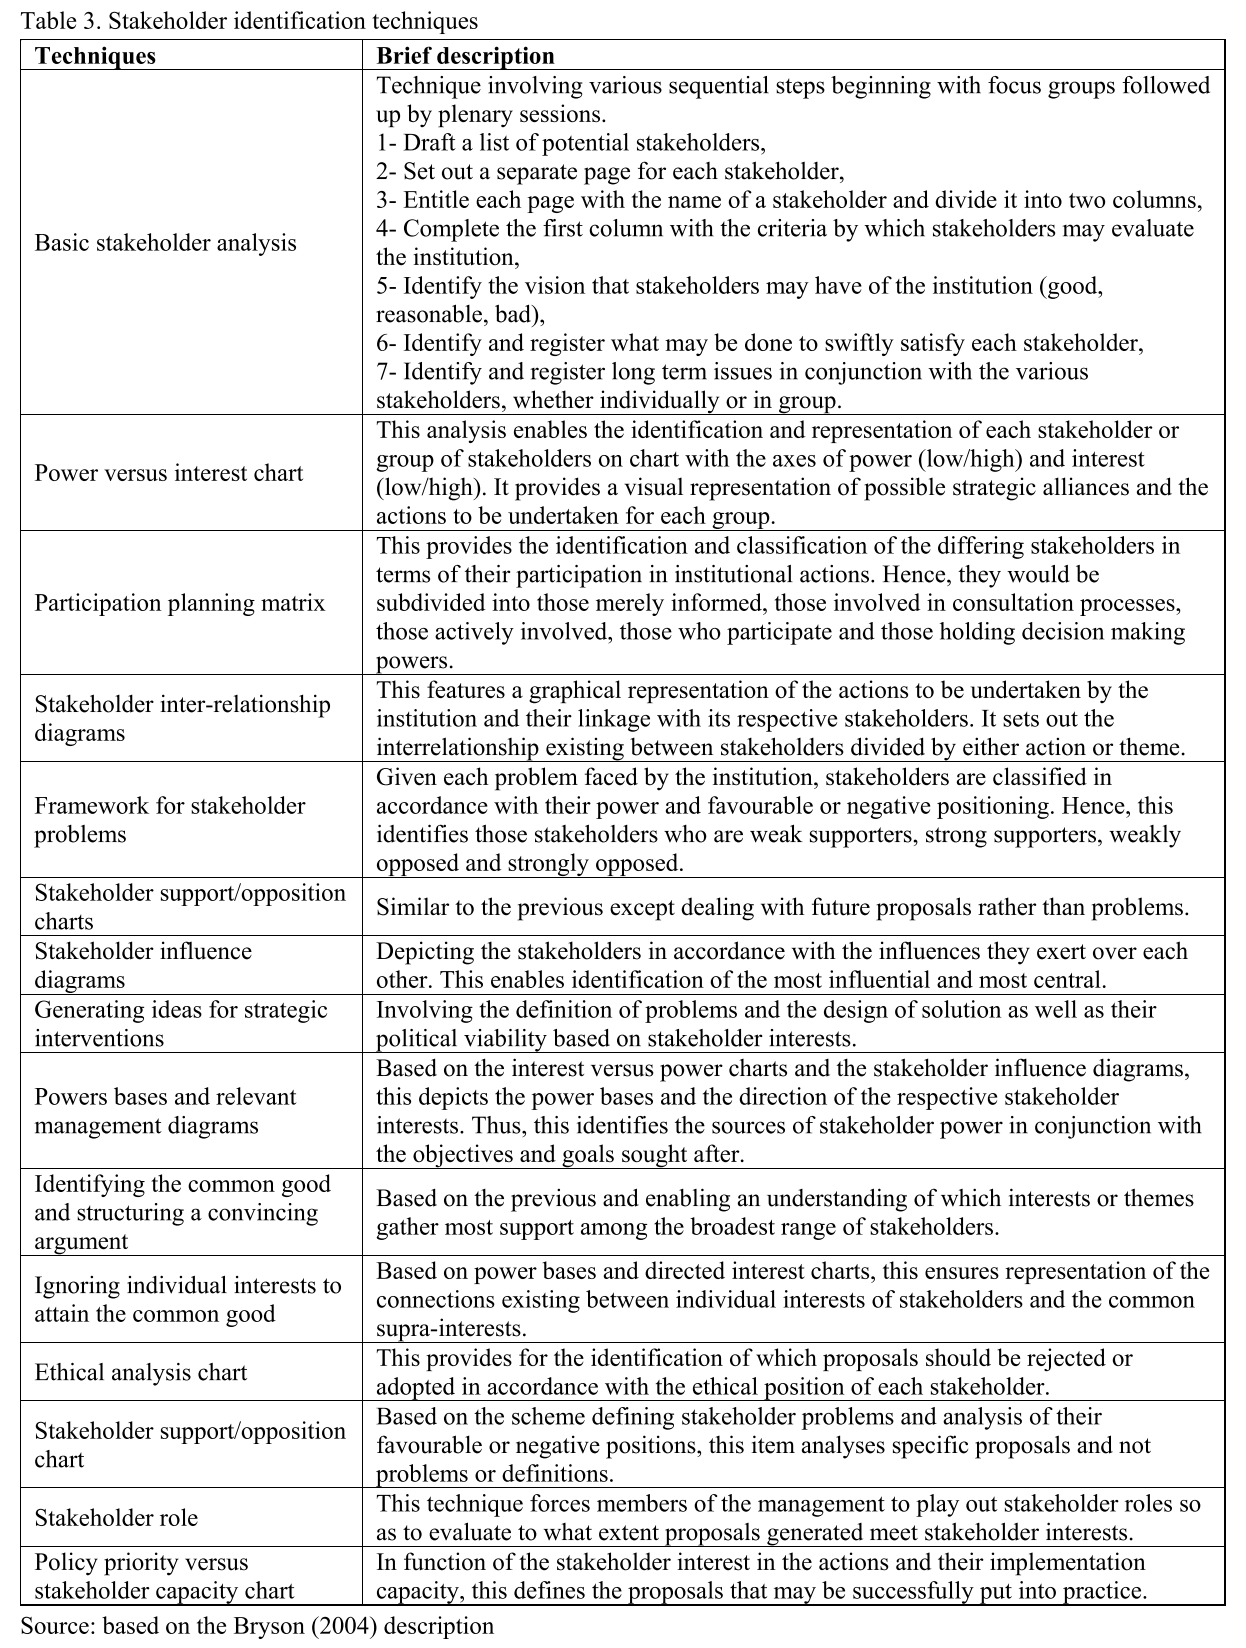 Table 3. Stakeholder identification techniques
Techniques
Brief description
Basic stakeholder analysis
Technique involving various sequential steps beginning with focus groups followed
up by plenary sessions.
1- Draft a list of potential stakeholders,
2- Set out a separate page for each stakeholder,
3- Entitle each page with the name of a stakeholder and divide it into two columns,
4- Complete the first column with the criteria by which stakeholders may evaluate
the institution,
5- Identify the vision that stakeholders may have of the institution (good,
reasonable, bad),
6- Identify and register what may be done to swiftly satisfy each stakeholder,
7- Identify and register long term issues in conjunction with the various
stakeholders, whether individually or in group.
Power versus interest chart
This analysis enables the identification and representation of each stakeholder or
group of stakeholders on chart with the axes of power (low/high) and interest
(low/high). It provides a visual representation of possible strategic alliances and the
actions to be undertaken for each group.
Participation planning matrix
This provides the identification and classification of the differing stakeholders in
terms of their participation in institutional actions. Hence, they would be
subdivided into those merely informed, those involved in consultation processes,
those actively involved, those who participate and those holding decision making
powers.
Stakeholder inter-relationship
diagrams
This features a graphical representation of the actions to be undertaken by the
institution and their linkage with its respective stakeholders. It sets out the
interrelationship existing between stakeholders divided by either action or theme.
Framework for stakeholder
problems
Given each problem faced by the institution, stakeholders are classified in
accordance with their power and favourable or negative positioning. Hence, this
identifies those stakeholders who are weak supporters, strong supporters, weakly
opposed and strongly opposed.
Stakeholder support/opposition
charts
Similar to the previous except dealing with future proposals rather than problems.
Stakeholder influence
diagrams
Depicting the stakeholders in accordance with the influences they exert over each
other. This enables identification of the most influential and most central.
Generating ideas for strategic
interventions
Involving the definition of problems and the design of solution as well as their
political viability based on stakeholder interests.
Powers bases and relevant
management diagrams
Based on the interest versus power charts and the stakeholder influence diagrams,
this depicts the power bases and the direction of the respective stakeholder
interests. Thus, this identifies the sources of stakeholder power in conjunction with
the objectives and goals sought after.
Identifying the common good
and structuring a convincing
argument
Based on the previous and enabling an understanding of which interests or themes
gather most support among the broadest range of stakeholders.
Ignoring individual interests to
attain the common good
Based on power bases and directed interest charts, this ensures representation of the
connections existing between individual interests of stakeholders and the common
supra-interests.
Ethical analysis chart
This provides for the identification of which proposals should be rejected or
adopted in accordance with the ethical position of each stakeholder.
Stakeholder support/opposition
chart
Based on the scheme defining stakeholder problems and analysis of their
favourable or negative positions, this item analyses specific proposals and not
problems or definitions.
Stakeholder role
This technique forces members of the management to play out stakeholder roles so
as to evaluate to what extent proposals generated meet stakeholder interests.
Policy priority versus
stakeholder capacity chart
In function of the stakeholder interest in the actions and their implementation
capacity, this defines the proposals that may be successfully put into practice.
Source: based on the Bryson (2004) description